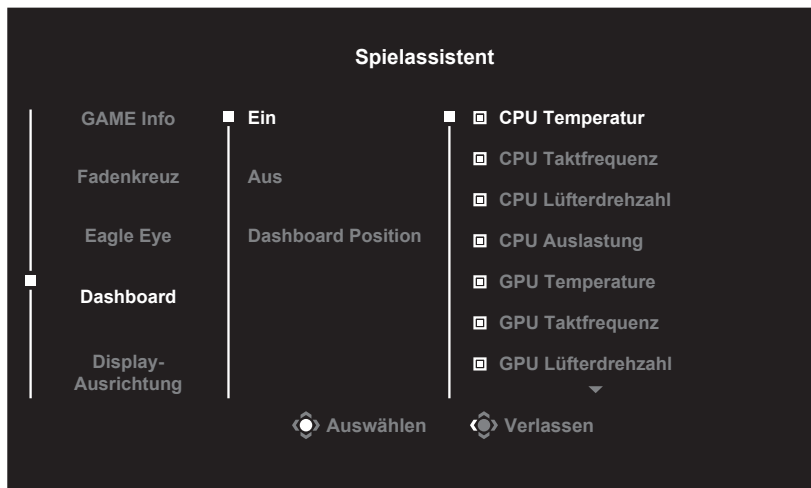 Spielassistent
GAME Info
Fadenkreuz
Eagle Eye
Dashboard
Display-
Ausrichtung
Ein
Aus
Dashboard Position
CPU Temperatur
CPU Taktfrequenz
CPU Lüfterdrehzahl
CPU Auslastung
GPU Temperature
GPU Taktfrequenz
GPU Lüfterdrehzahl
Auswählen
Verlassen